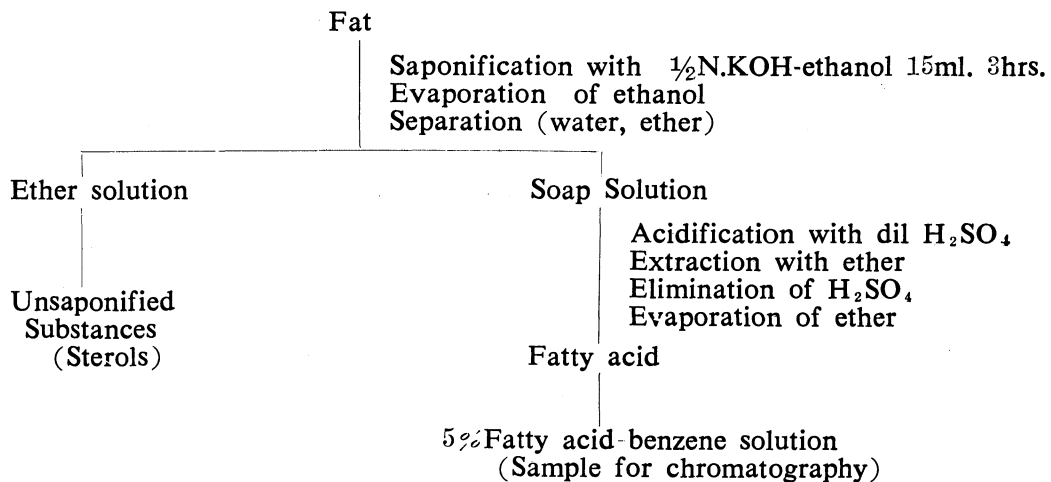 Fat
Saponification with ½N.KOH-ethanol 15ml. 3hrs.
Evaporation of ethanol
Separation (water, ether)
Ether solution
Soap Solution
Acidification with dil H₂SO₄
Extraction with ether
Elimination of H₂SO₄
Evaporation of ether
Unsaponified
Substances
(Sterols)
Fatty acid
5%Fatty acid-benzene solution
(Sample for chromatography)